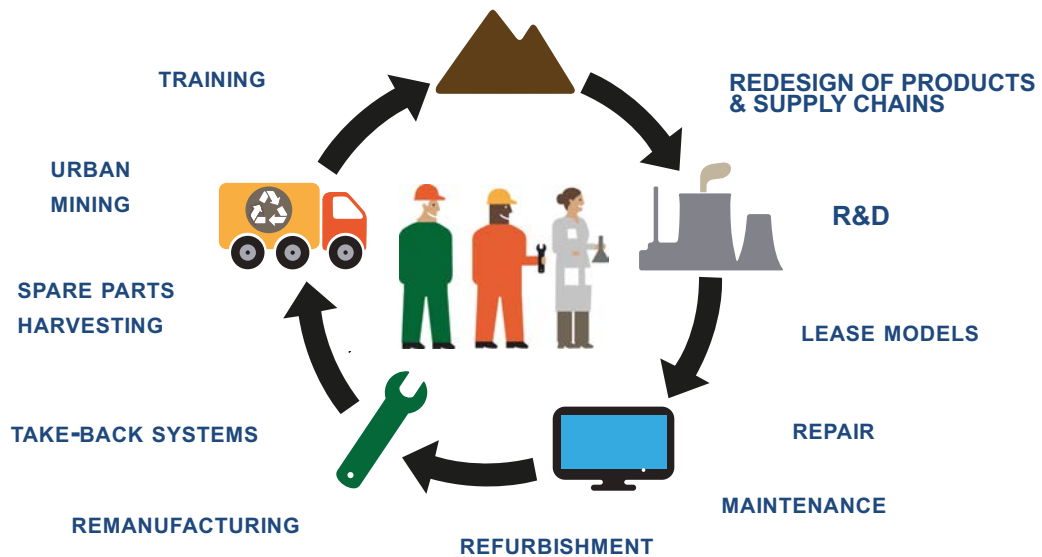 TRAINING
REDESIGN OF PRODUCTS
& SUPPLY CHAINS
URBAN
MINING
R&D
SPARE PARTS
HARVESTING
LEASE MODELS
TAKE-BACK SYSTEMS
REPAIR
MAINTENANCE
REMANUFACTURING
REFURBISHMENT